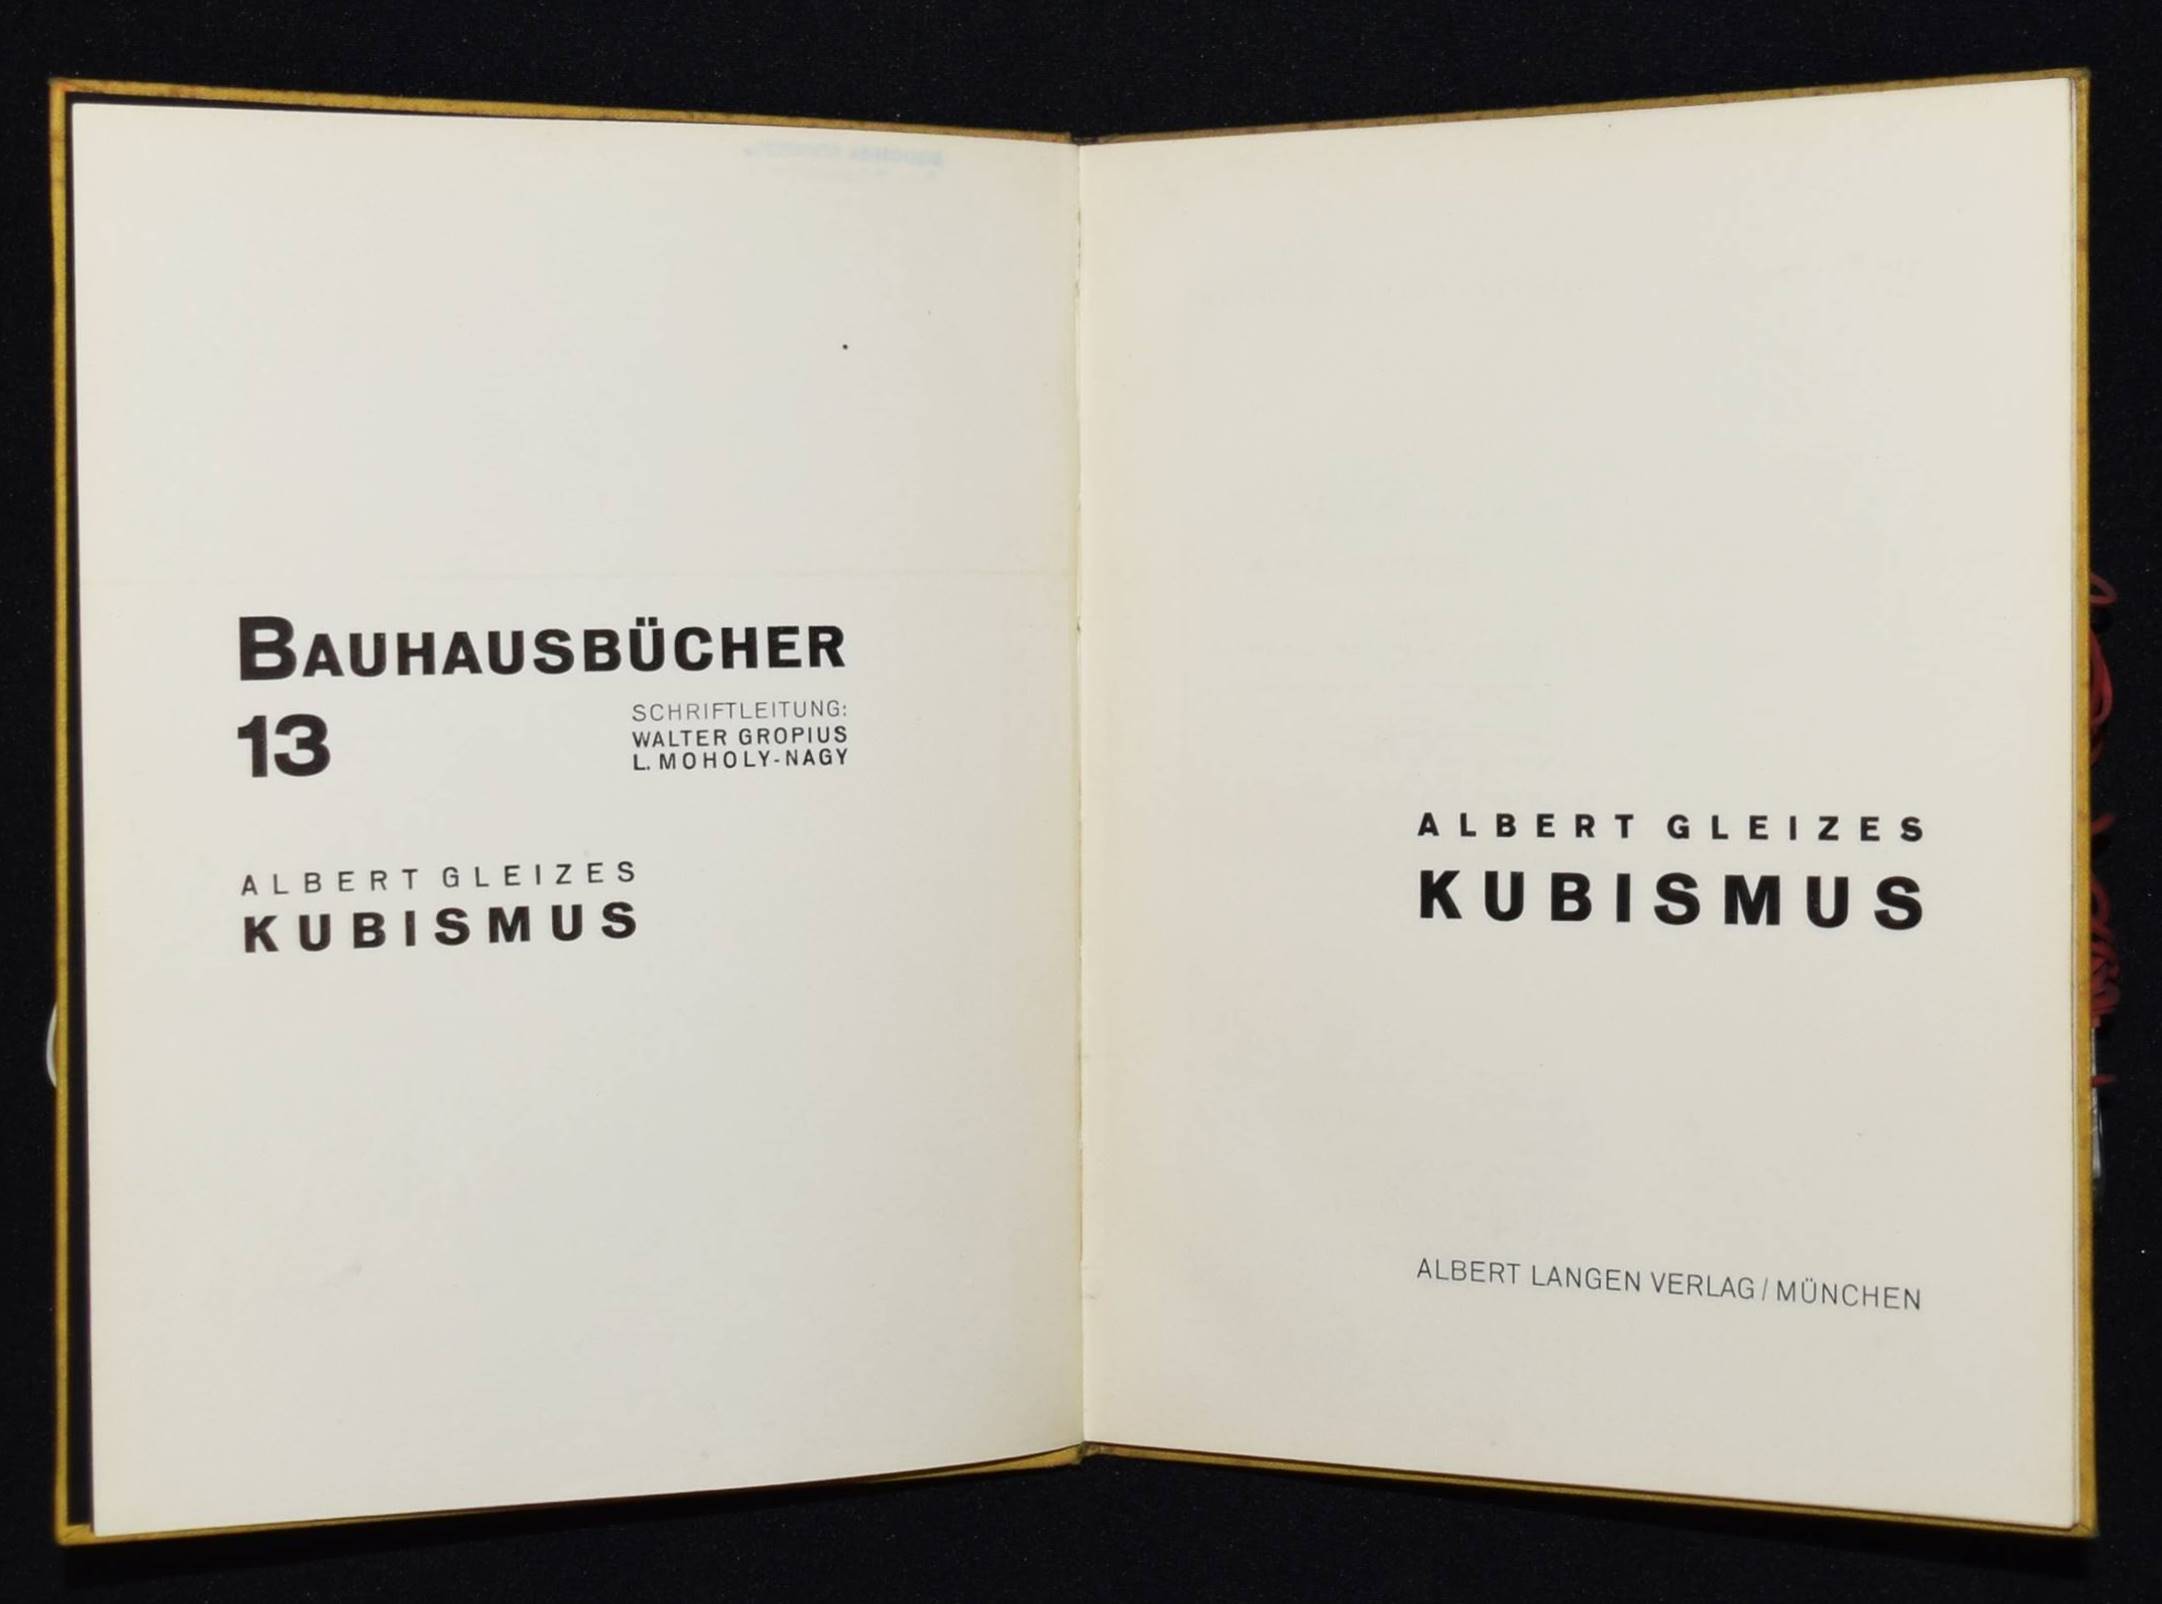 BAUHAUSBÜCHER
13
SCHRIFTLEITUNG:
WALTER GROPIUS
L. MOHOLY-NAGY
ALBERT GLEIZES
KUBISMUS
ALBERT GLEIZES
KUBISMUS
ALBERT LANGEN VERLAG / MÜNCHEN